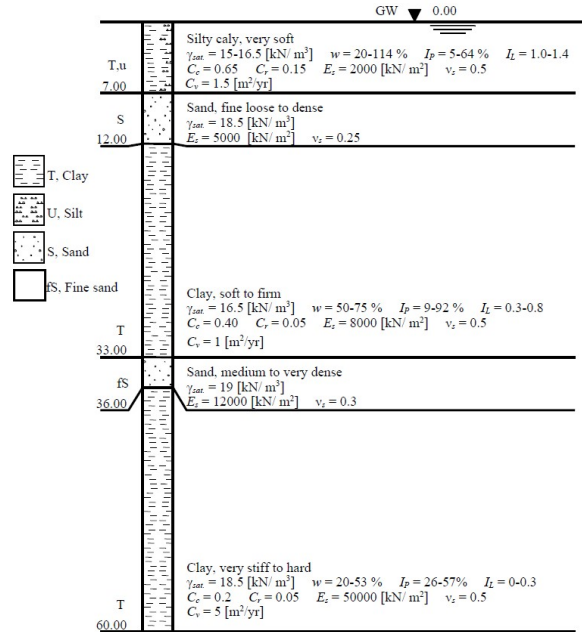 GW 0.00
Silty caly, very soft
γsat. = 15-16.5 [kN/ m³] w = 20-114 % IP = 5-64 % IL = 1.0-1.4
T,u
Cc = 0.65 Cr = 0.15 Es = 2000 [kN/ m²] νs = 0.5
7.00
Cv = 1.5 [m²/yr]
Sand, fine loose to dense
S
γsat. = 18.5 [kN/ m³]
12.00
Es = 5000 [kN/ m²] νs = 0.25
T, Clay
U, Silt
S, Sand
fS, Fine sand
Clay, soft to firm
γsat. = 16.5 [kN/ m³] w = 50-75 % IP = 9-92 % IL = 0.3-0.8
T
Cc = 0.40 Cr = 0.05 Es = 8000 [kN/ m²] νs = 0.5
33.00
Cv = 1 [m²/yr]
Sand, medium to very dense
fS
γsat. = 19 [kN/ m³]
36.00
Es = 12000 [kN/ m²] νs = 0.3
Clay, very stiff to hard
γsat. = 18.5 [kN/ m³] w = 20-53 % IP = 26-57% IL = 0-0.3
T
Cc = 0.2 Cr = 0.05 Es = 50000 [kN/ m²] νs = 0.5
60.00
Cv = 5 [m²/yr]